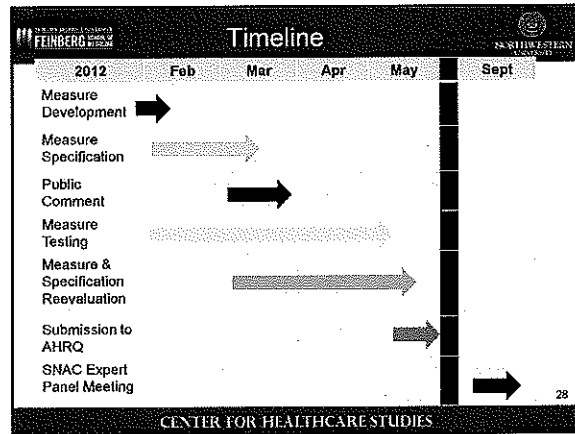 FEINBERG
Timeline
NORTHWESTERN
UNIVERSITY
2012 Feb Mar Apr May Sept
Measure
Development
Measure
Specification
Public
Comment
Measure
Testing
Measure &
Specification
Reevaluation
Submission to
AHRQ
SNAC Expert
Panel Meeting
28
CENTER FOR HEALTHCARE STUDIES